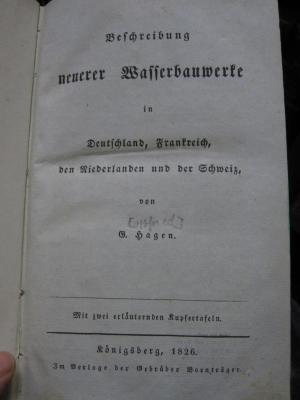 Beschreibung
neuerer Wasserbauwerke
in
Deutschland, Frankreich,
den Niederlanden und der Schweiz,
von
G. Hagen.
Mit zwei erläuternden Kupfertafeln.
Königsberg, 1826.
Im Verlage der Gebrüder Bornträger.